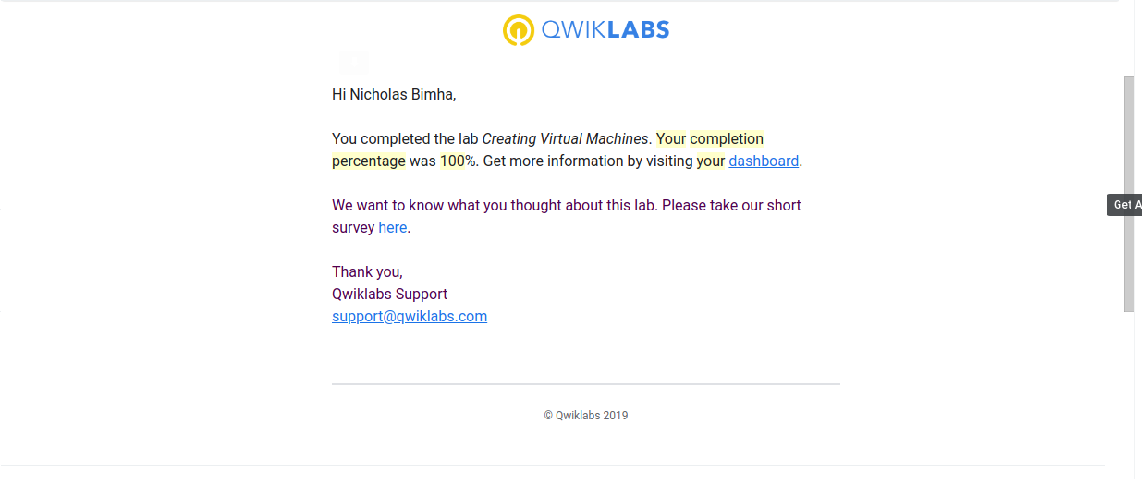 QWIKLABS
Hi Nicholas Bimha,
You completed the lab Creating Virtual Machines. Your completion
percentage was 100%. Get more information by visiting your dashboard.
We want to know what you thought about this lab. Please take our short
survey here.
Thank you,
Qwiklabs Support
support@qwiklabs.com
Get A
© Qwiklabs 2019